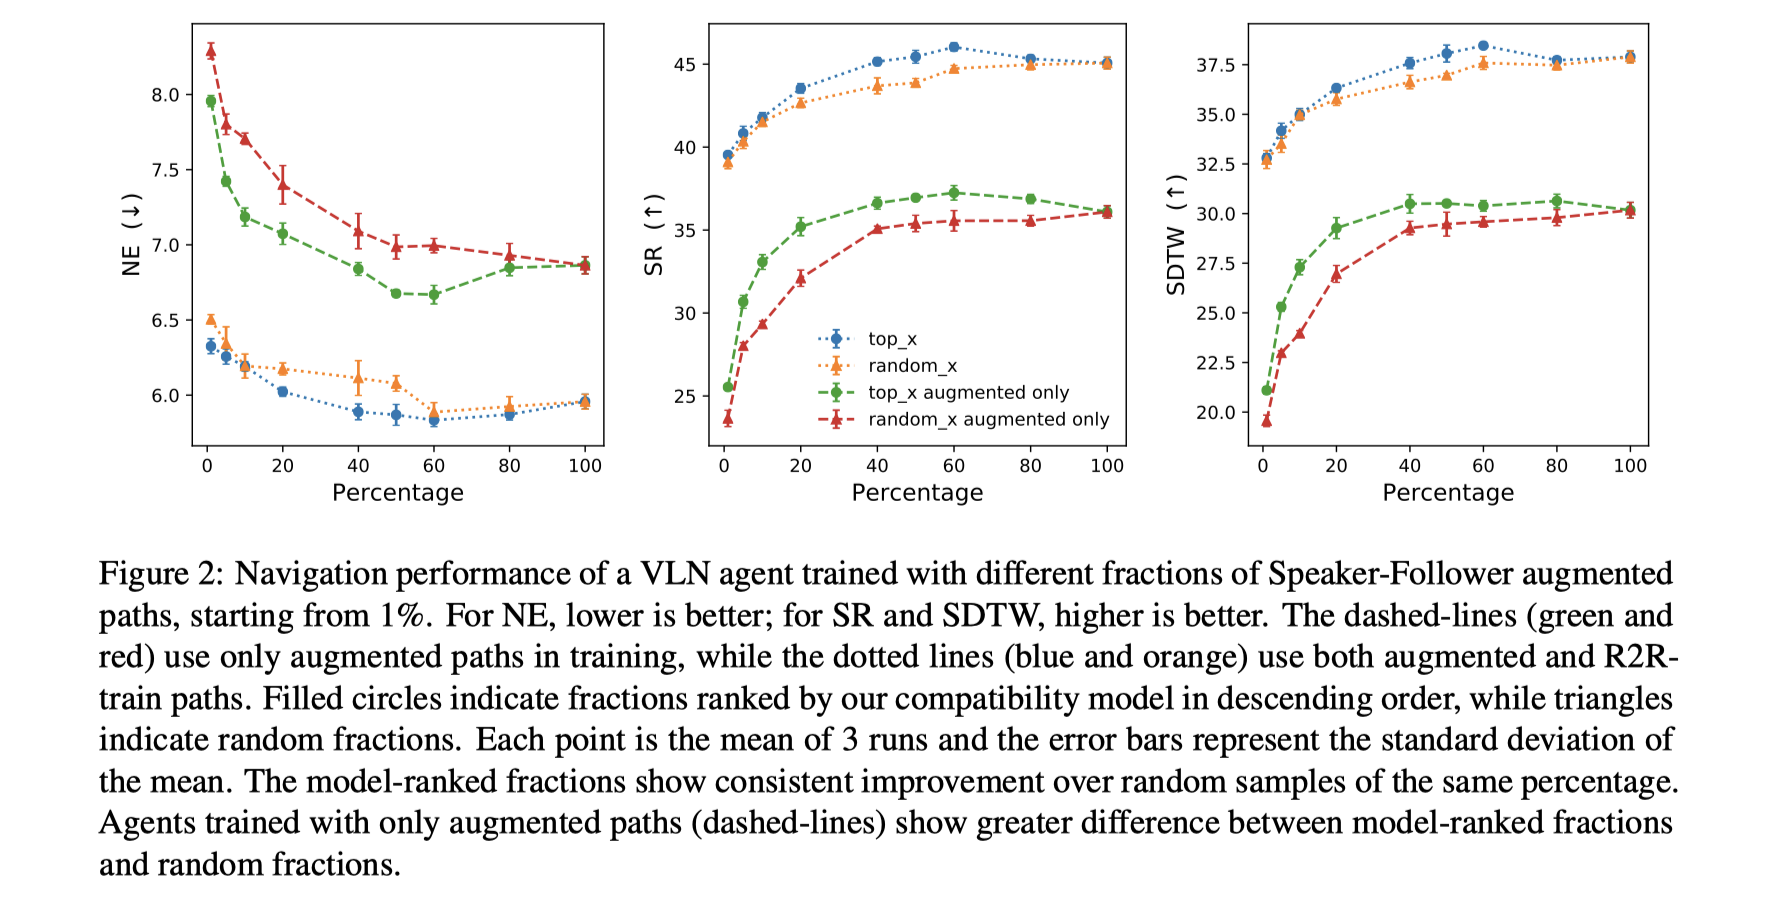 8.0
7.5
7.0
6.5
6.0
NE (↓)
0 20 40 60 80 100
Percentage
45
40
35
30
25
SR (↑)
top_x
random_x
top_x augmented only
random_x augmented only
0 20 40 60 80 100
Percentage
37.5
35.0
32.5
30.0
27.5
25.0
22.5
20.0
SDTW (↑)
0 20 40 60 80 100
Percentage
Figure 2: Navigation performance of a VLN agent trained with different fractions of Speaker-Follower augmented
paths, starting from 1%. For NE, lower is better; for SR and SDTW, higher is better. The dashed-lines (green and
red) use only augmented paths in training, while the dotted lines (blue and orange) use both augmented and R2R-
train paths. Filled circles indicate fractions ranked by our compatibility model in descending order, while triangles
indicate random fractions. Each point is the mean of 3 runs and the error bars represent the standard deviation of
the mean. The model-ranked fractions show consistent improvement over random samples of the same percentage.
Agents trained with only augmented paths (dashed-lines) show greater difference between model-ranked fractions
and random fractions.